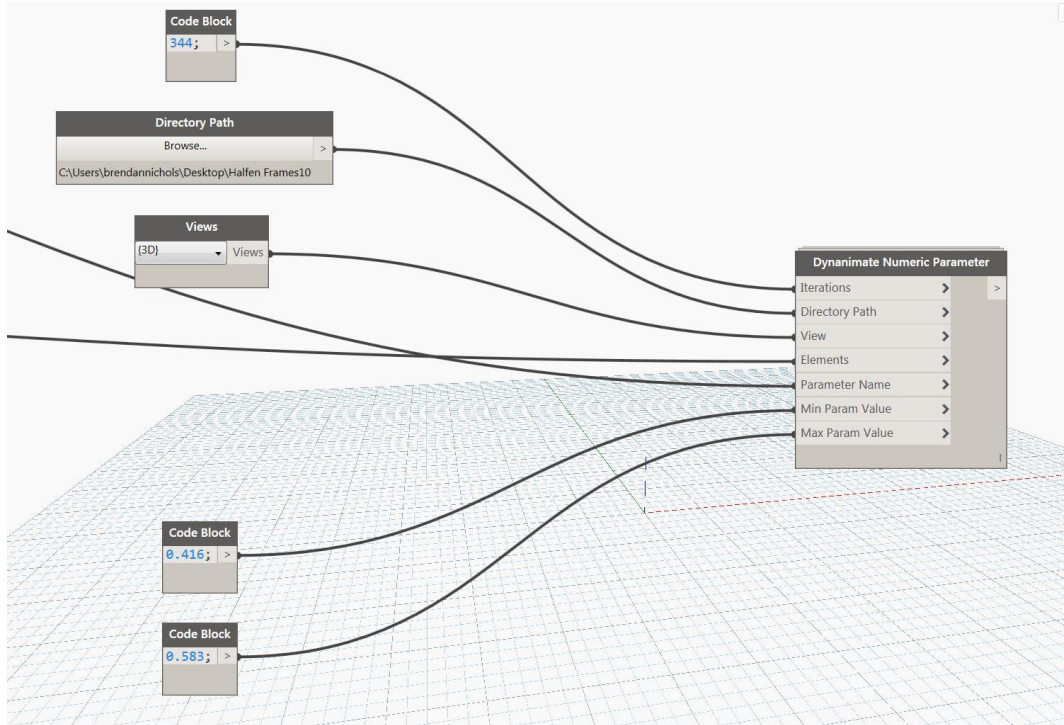 Code Block
344; >
Directory Path
Browse...
>
C:\Users\brendannichols\Desktop\Halfen Frames10
Views
{3D} Views
Dynanimate Numeric Parameter
Iterations >
Directory Path
View
Elements
Parameter Name
Min Param Value
Max Param Value
Code Block
0.416; >
Code Block
0.583; >